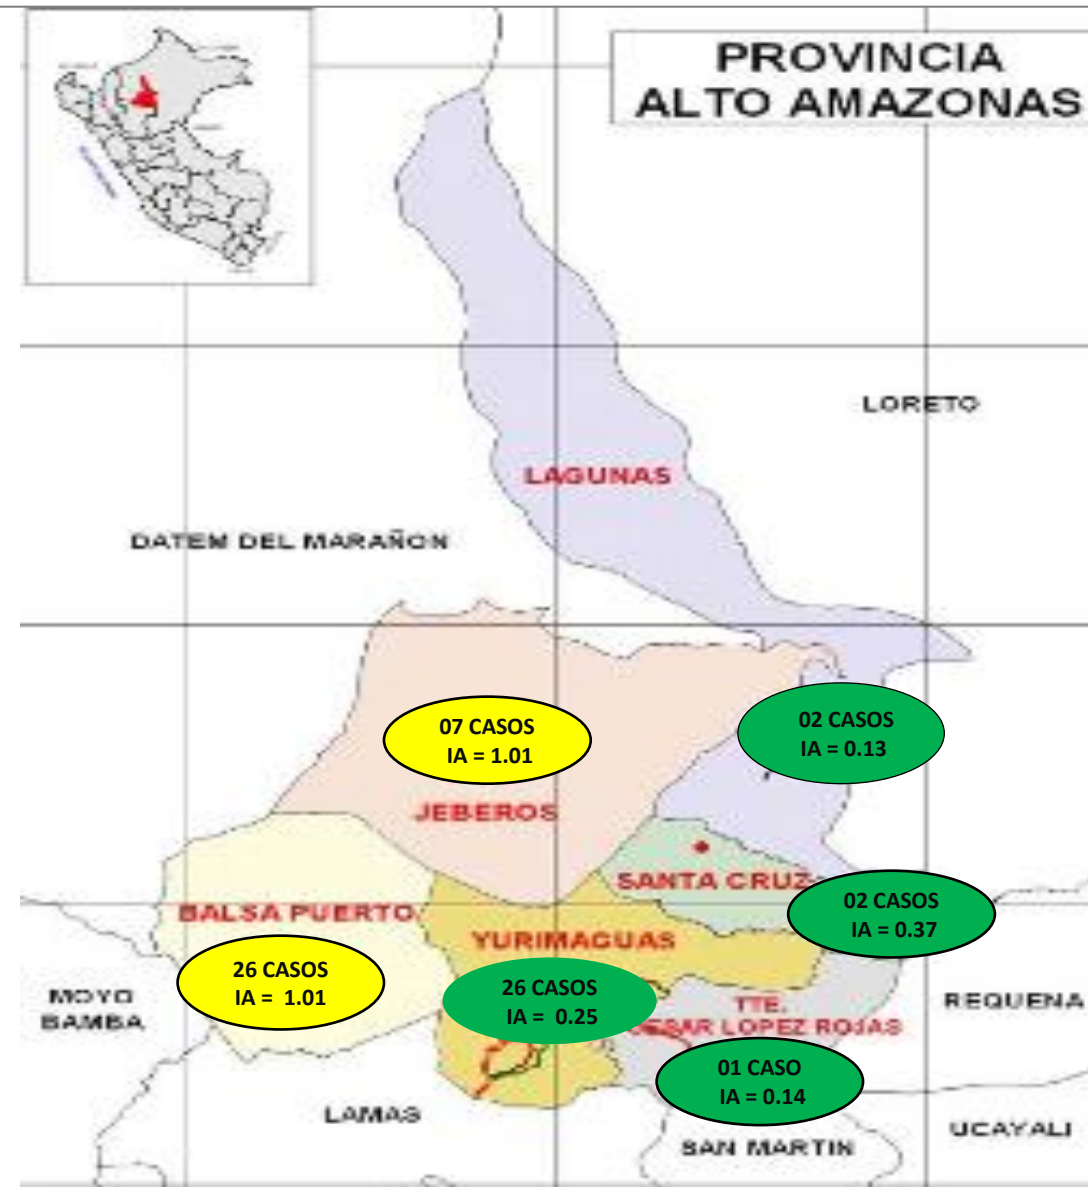 PROVINCIA
ALTO AMAZONAS
LORETO
LAGUNAS
DATEM DEL MARAÑON
07 CASOS
IA = 1.01
02 CASOS
IA = 0.13
JEBEROS
SANTA CRUZ
02 CASOS
IA = 0.37
BALSA PUERTO
YURIMAGUAS
26 CASOS
IA = 1.01
26 CASOS
IA = 0.25
MOYO
BAMBA
TTE.
ESAR LOPEZ ROJAS
REQUENA
01 CASO
IA = 0.14
LAMAS
SAN MARTIN
UCAYALI